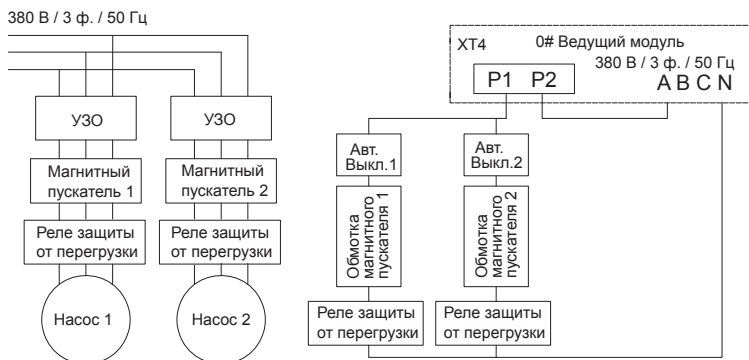 380 В / 3 ф. / 50 Гц
УЗО
УЗО
Магнитный
пускатель 1
Магнитный
пускатель 2
Реле защиты
от перегрузки
Реле защиты
от перегрузки
Насос 1
Насос 2
XT4
0# Ведущий модуль
380 В / 3 ф. / 50 Гц
P1 P2
A B C N
Авт.
Выкл.1
Авт.
Выкл.2
Обмотка
магнитного
пускателя 1
Обмотка
магнитного
пускателя 2
Реле защиты
от перегрузки
Реле защиты
от перегрузки